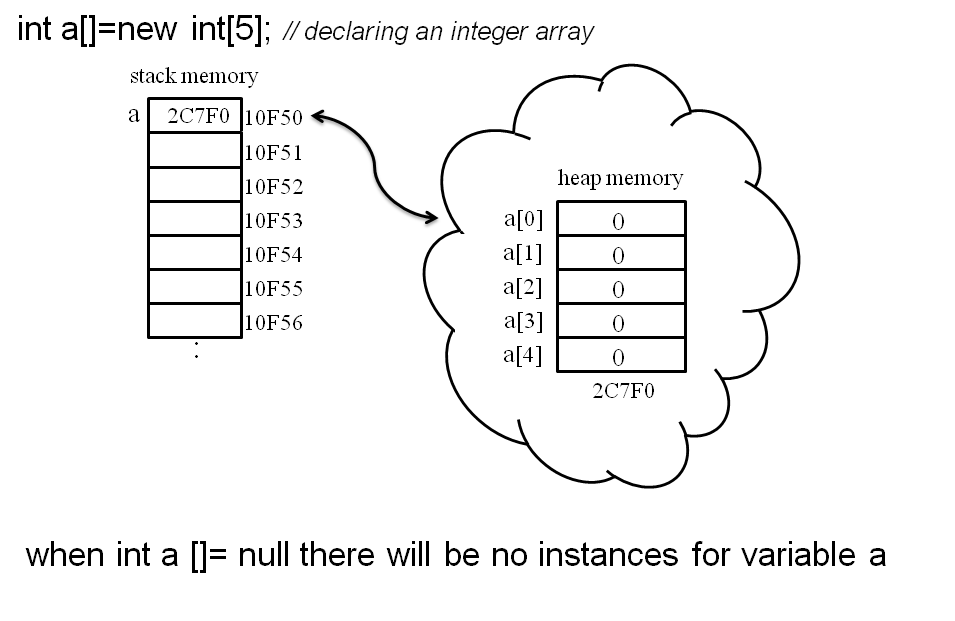 int a[]=new int[5]; // declaring an integer array
stack memory
a 2C7F0 10F50
10F51
10F52
10F53
10F54
10F55
10F56
:
heap memory
a[0] 0
a[1] 0
a[2] 0
a[3] 0
a[4] 0
2C7F0
when int a []= null there will be no instances for variable a